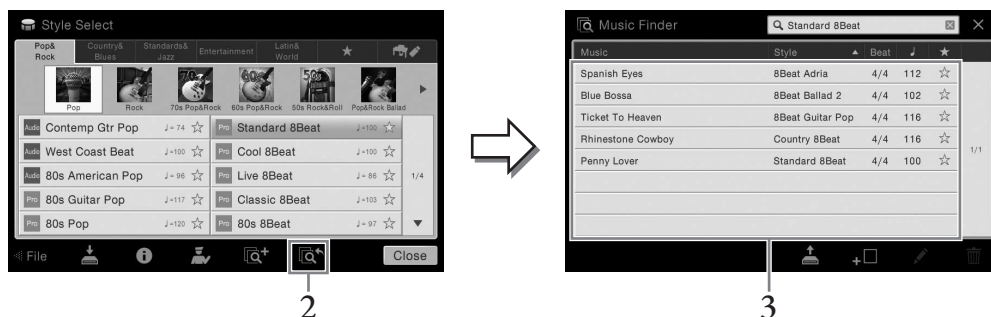 Style Select
Pop&
Rock
Country&
Blues
Standards&
Jazz
Entertainment
Latin&
World
★
Pop
Rock
70s Pop&Rock
60s Pop&Rock
50s Rock&Roll
Pop&Rock Ballad
Audio Contemp Gtr Pop ♩= 74 ☆ Pro Standard 8Beat ♩=100 ☆
Audio West Coast Beat ♩=100 ☆ Pro Cool 8Beat ♩=100 ☆
Audio 80s American Pop ♩= 96 ☆ Pro Live 8Beat ♩= 86 ☆ 1/4
Pro 80s Guitar Pop ♩=117 ☆ Pro Classic 8Beat ♩=103 ☆
Pro 80s Pop ♩=120 ☆ Pro 80s 8Beat ♩= 97 ☆
File
Close
2
Music Finder
Standard 8Beat
Music Style Beat ♩ ★
Spanish Eyes 8Beat Adria 4/4 112 ☆
Blue Bossa 8Beat Ballad 2 4/4 102 ☆
Ticket To Heaven 8Beat Guitar Pop 4/4 116 ☆
Rhinestone Cowboy Country 8Beat 4/4 116 ☆
Penny Lover Standard 8Beat 4/4 100 ☆
1/1
3